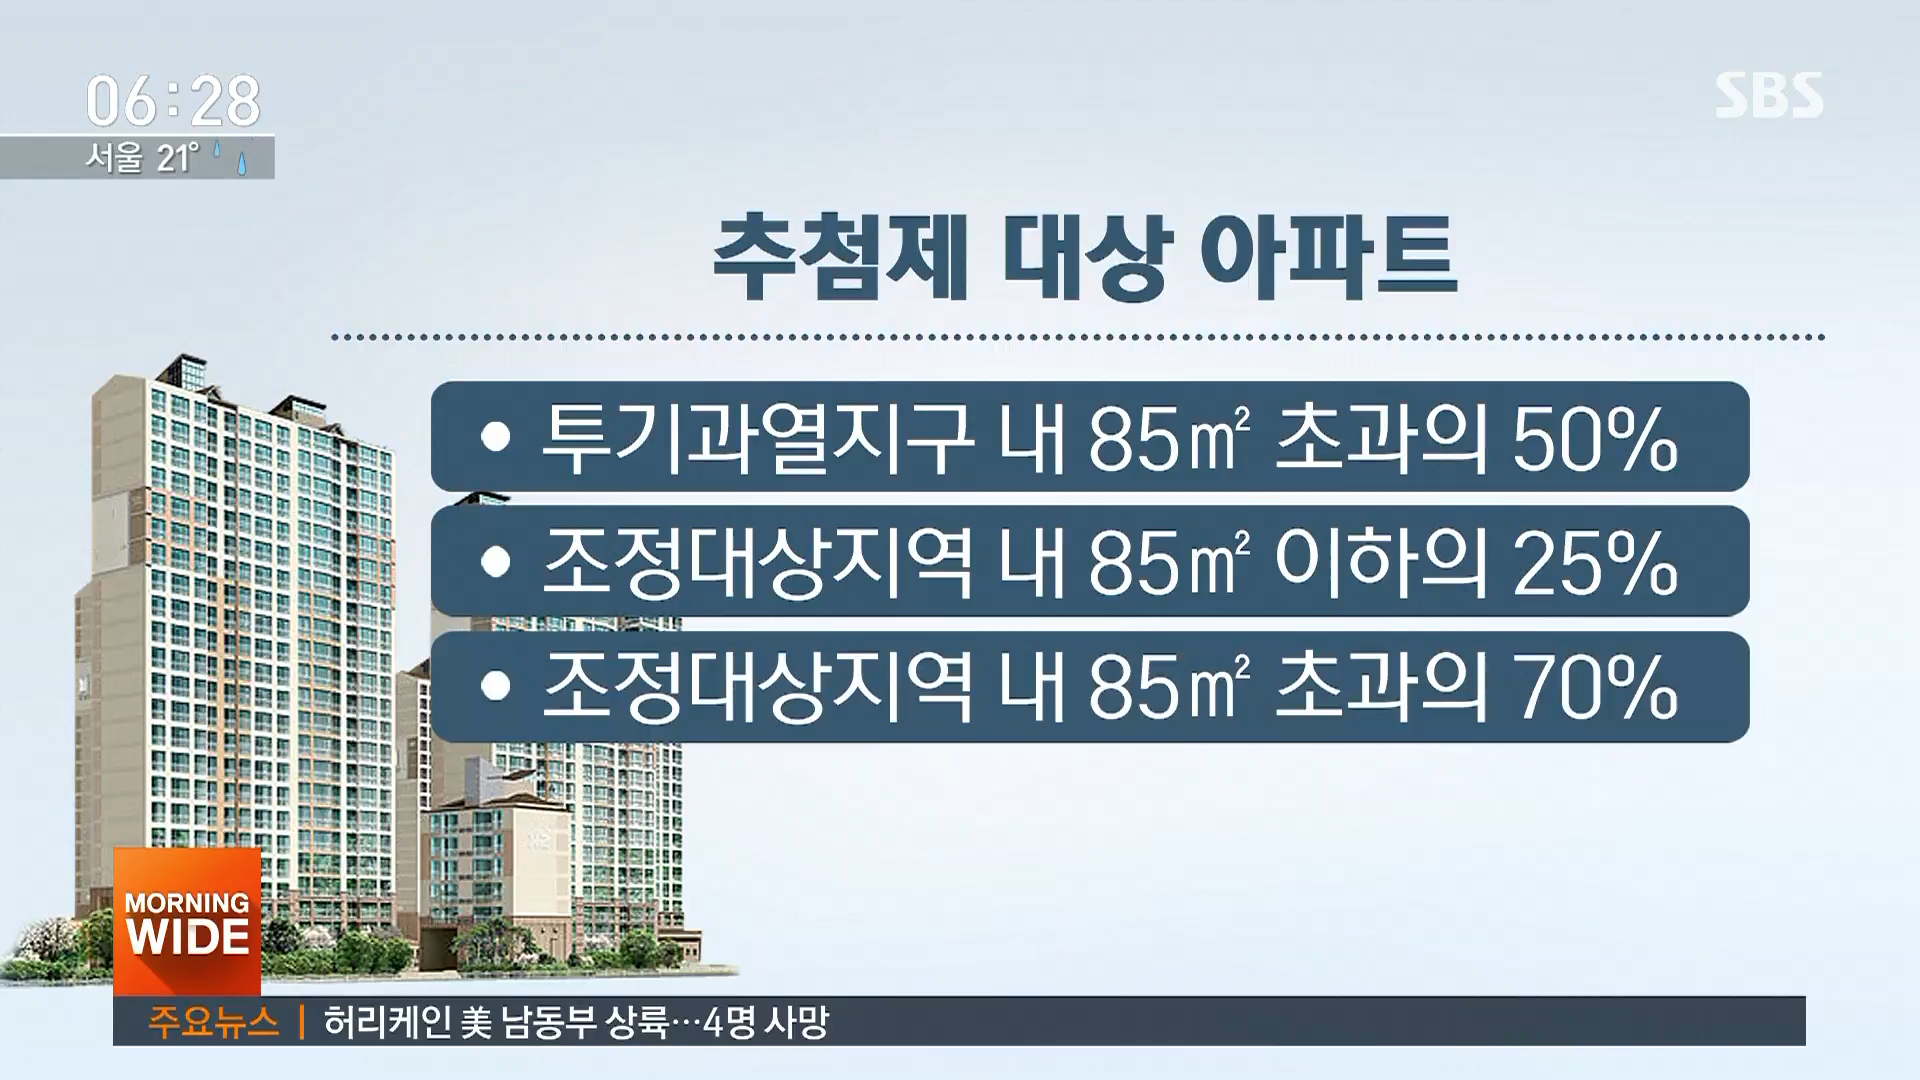 06:28
SBS
서울 21°
추첨제 대상 아파트
• 투기과열지구 내 85㎡ 초과의 50%
• 조정대상지역 내 85㎡ 이하의 25%
• 조정대상지역 내 85㎡ 초과의 70%
MORNING
WIDE
주요뉴스 | 허리케인 美 남동부 상륙…4명 사망